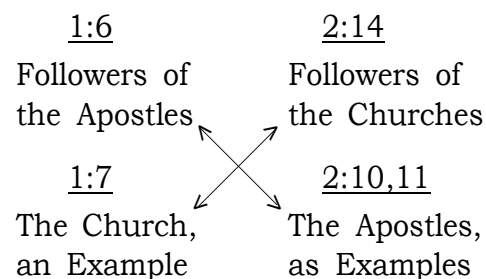 1:6
Followers of
the Apostles
2:14
Followers of
the Churches
1:7
The Church,
an Example
2:10,11
The Apostles,
as Examples